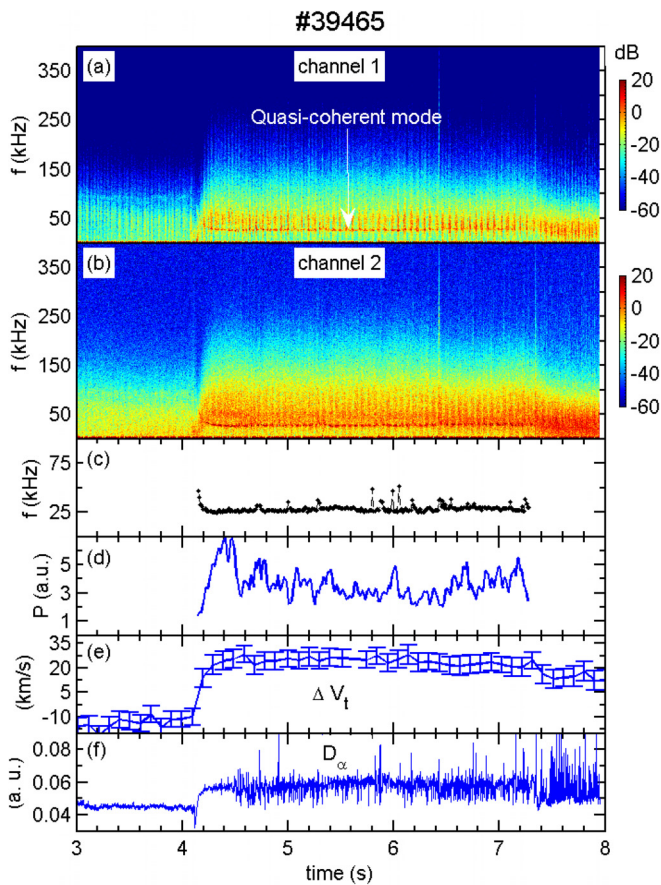 #39465
dB
(a) channel 1
Quasi-coherent mode
f (kHz)
350
250
150
50
20
0
-20
-40
-60
(b) channel 2
f (kHz)
350
250
150
50
20
0
-20
-40
-60
(c)
f (kHz)
75
25
(d)
P (a.u.)
5
3
1
(e)
(km/s)
35
20
5
-10
Δ V_t
(f)
D_α
(a. u.)
0.08
0.06
0.04
3 4 5 6 7 8
time (s)